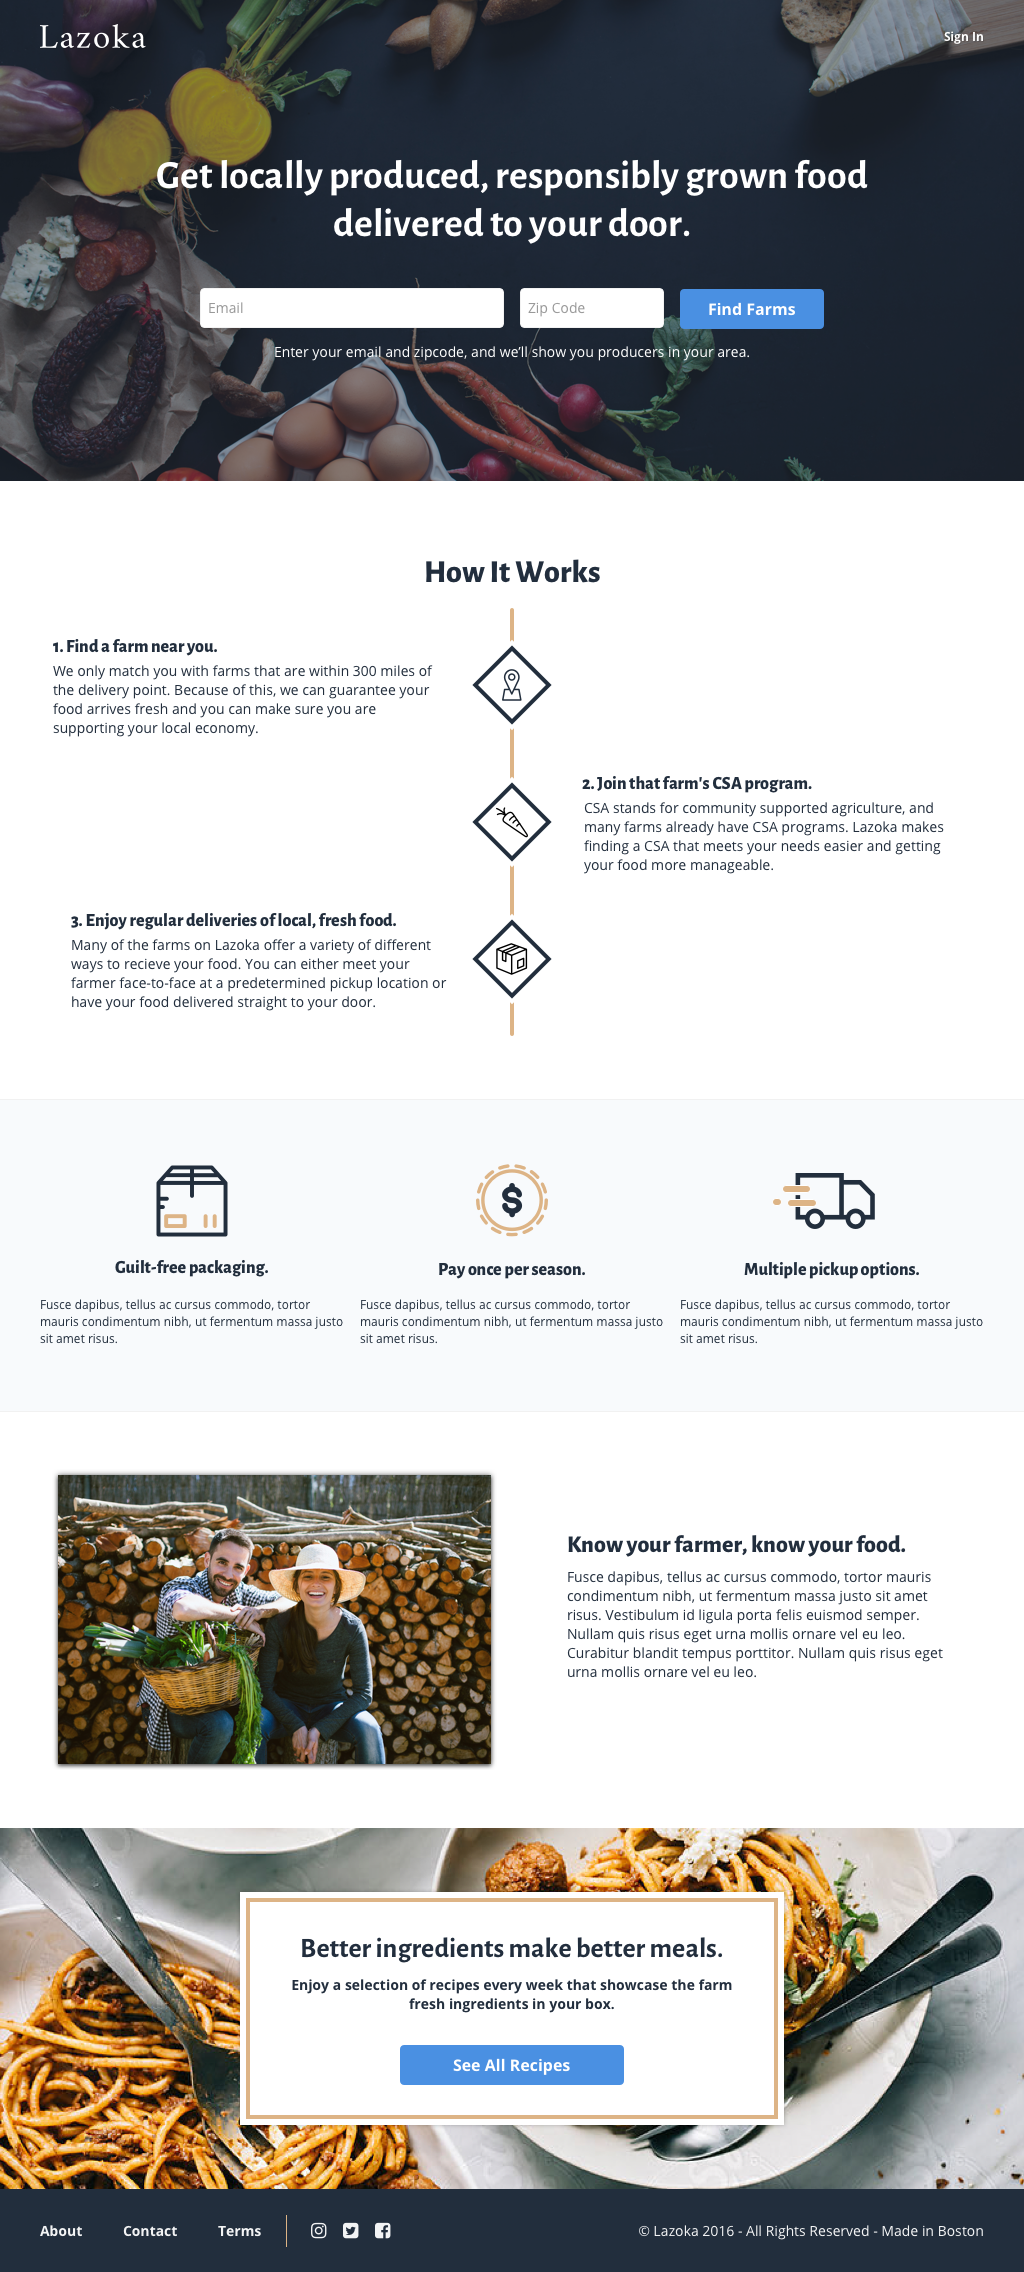 Lazoka
Sign In
Get locally produced, responsibly grown food
delivered to your door.
Email
Zip Code
Find Farms
Enter your email and zipcode, and we'll show you producers in your area.
How It Works
1. Find a farm near you.
We only match you with farms that are within 300 miles of
the delivery point. Because of this, we can guarantee your
food arrives fresh and you can make sure you are
supporting your local economy.
2. Join that farm's CSA program.
CSA stands for community supported agriculture, and
many farms already have CSA programs. Lazoka makes
finding a CSA that meets your needs easier and getting
your food more manageable.
3. Enjoy regular deliveries of local, fresh food.
Many of the farms on Lazoka offer a variety of different
ways to recieve your food. You can either meet your
farmer face-to-face at a predetermined pickup location or
have your food delivered straight to your door.
$
Guilt-free packaging.
Fusce dapibus, tellus ac cursus commodo, tortor
mauris condimentum nibh, ut fermentum massa justo
sit amet risus.
Pay once per season.
Fusce dapibus, tellus ac cursus commodo, tortor
mauris condimentum nibh, ut fermentum massa justo
sit amet risus.
Multiple pickup options.
Fusce dapibus, tellus ac cursus commodo, tortor
mauris condimentum nibh, ut fermentum massa justo
sit amet risus.
Know your farmer, know your food.
Fusce dapibus, tellus ac cursus commodo, tortor mauris
condimentum nibh, ut fermentum massa justo sit amet
risus. Vestibulum id ligula porta felis euismod semper.
Nullam quis risus eget urna mollis ornare vel eu leo.
Curabitur blandit tempus porttitor. Nullam quis risus eget
urna mollis ornare vel eu leo.
Better ingredients make better meals.
Enjoy a selection of recipes every week that showcase the farm
fresh ingredients in your box.
See All Recipes
About
Contact
Terms
© Lazoka 2016 - All Rights Reserved - Made in Boston